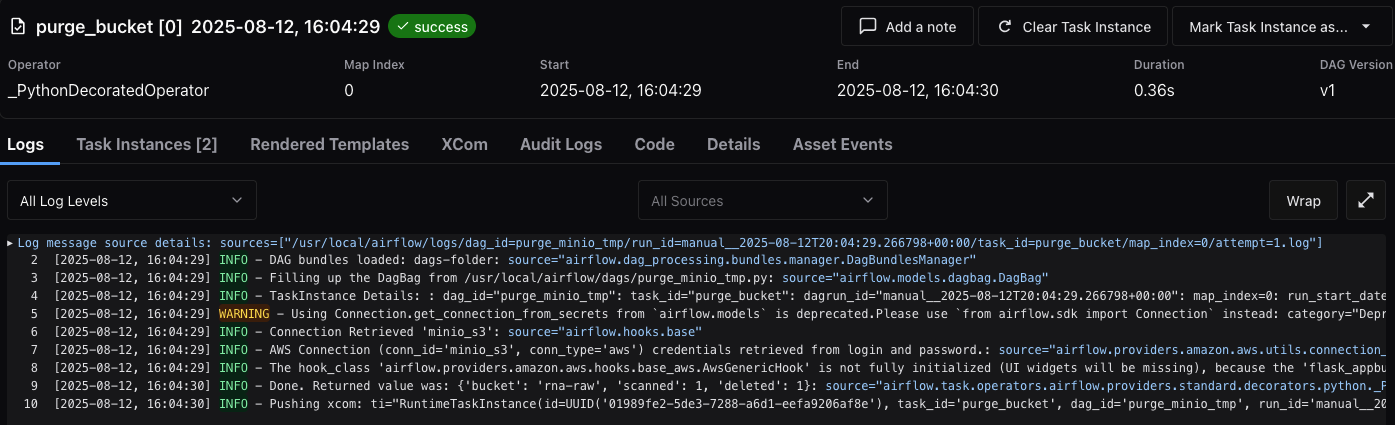 purge_bucket [0] 2025-08-12, 16:04:29 success
Add a note
Clear Task Instance
Mark Task Instance as...
Operator Map Index Start End Duration DAG Version
_PythonDecoratedOperator 0 2025-08-12, 16:04:29 2025-08-12, 16:04:30 0.36s v1
Logs Task Instances [2] Rendered Templates XCom Audit Logs Code Details Asset Events
All Log Levels All Sources Wrap
Log message source details: sources=["/usr/local/airflow/logs/dag_id=purge_minio_tmp/run_id=manual__2025-08-12T20:04:29.266798+00:00/task_id=purge_bucket/map_index=0/attempt=1.log"]
2 [2025-08-12, 16:04:29] INFO - DAG bundles loaded: dags-folder: source="airflow.dag_processing.bundles.manager.DagBundlesManager"
3 [2025-08-12, 16:04:29] INFO - Filling up the DagBag from /usr/local/airflow/dags/purge_minio_tmp.py: source="airflow.models.dagbag.DagBag"
4 [2025-08-12, 16:04:29] INFO - TaskInstance Details: : dag_id="purge_minio_tmp": task_id="purge_bucket": dagrun_id="manual__2025-08-12T20:04:29.266798+00:00": map_index=0: run_start_date
5 [2025-08-12, 16:04:29] WARNING - Using Connection.get_connection_from_secrets from `airflow.models` is deprecated.Please use `from airflow.sdk import Connection` instead: category="Depr
6 [2025-08-12, 16:04:29] INFO - Connection Retrieved 'minio_s3': source="airflow.hooks.base"
7 [2025-08-12, 16:04:29] INFO - AWS Connection (conn_id='minio_s3', conn_type='aws') credentials retrieved from login and password.: source="airflow.providers.amazon.aws.utils.connection_
8 [2025-08-12, 16:04:29] INFO - The hook_class 'airflow.providers.amazon.aws.hooks.base_aws.AwsGenericHook' is not fully initialized (UI widgets will be missing), because the 'flask_appbu
9 [2025-08-12, 16:04:30] INFO - Done. Returned value was: {'bucket': 'rna-raw', 'scanned': 1, 'deleted': 1}: source="airflow.task.operators.airflow.providers.standard.decorators.python._P
10 [2025-08-12, 16:04:30] INFO - Pushing xcom: ti="RuntimeTaskInstance(id=UUID('01989fe2-5de3-7288-a6d1-eefa9206af8e'), task_id='purge_bucket', dag_id='purge_minio_tmp', run_id='manual__20